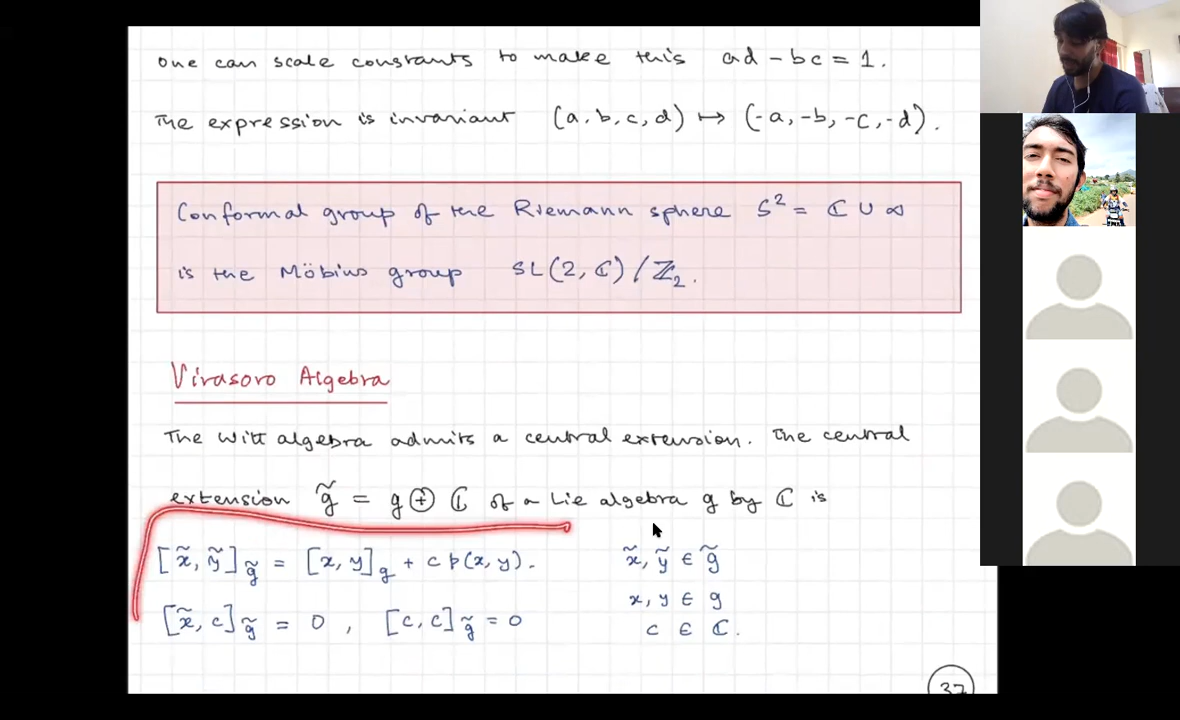 one can scale constants to make this ad - bc = 1.
The expression is invariant (a, b, c, d) ↦ (-a, -b, -c, -d).
Conformal group of the Riemann sphere S² = ℂ ∪ ∞
is the Möbius group SL(2, ℂ)/ℤ₂.
Virasoro Algebra
The Witt algebra admits a central extension. The central
extension g̃ = g ⊕ ℂ of a Lie algebra g by ℂ is
[x̃, ỹ]_g̃ = [x, y]_g + c p(x, y). x̃, ỹ ∈ g̃
x, y ∈ g
[x̃, c]_g̃ = 0, [c, c]_g̃ = 0 c ∈ ℂ.
37